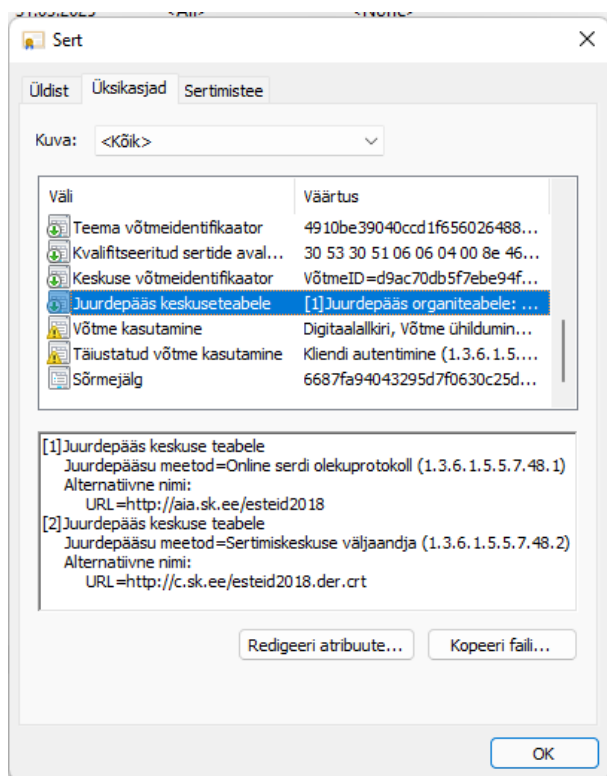 31.05.2025 <All> <None>
Sert
Üldist Üksikasjad Sertimistee
Kuva: <Kõik>
Väli Väärtus
Teema võtmeidentifikaator 4910be39040ccd1f656026488...
Kvalifitseeritud sertide aval... 30 53 30 51 06 06 04 00 8e 46...
Keskuse võtmeidentifikaator VõtmeID=d9ac70db5f7ebe94f...
Juurdepääs keskuseteabele [1]Juurdepääs organiteabele: ...
Võtme kasutamine Digitaalallkiri, Võtme ühildumin...
Täiustatud võtme kasutamine Kliendi autentimine (1.3.6.1.5....
Sõrmejälg 6687fa94043295d7f0630c25d...
[1]Juurdepääs keskuse teabele
Juurdepääsu meetod=Online serdi olekuprotokoll (1.3.6.1.5.5.7.48.1)
Alternatiivne nimi:
URL=http://aia.sk.ee/esteid2018
[2]Juurdepääs keskuse teabele
Juurdepääsu meetod=Sertimiskeskuse väljaandja (1.3.6.1.5.5.7.48.2)
Alternatiivne nimi:
URL=http://c.sk.ee/esteid2018.der.crt
Redigeeri atribuute... Kopeeri faili...
OK